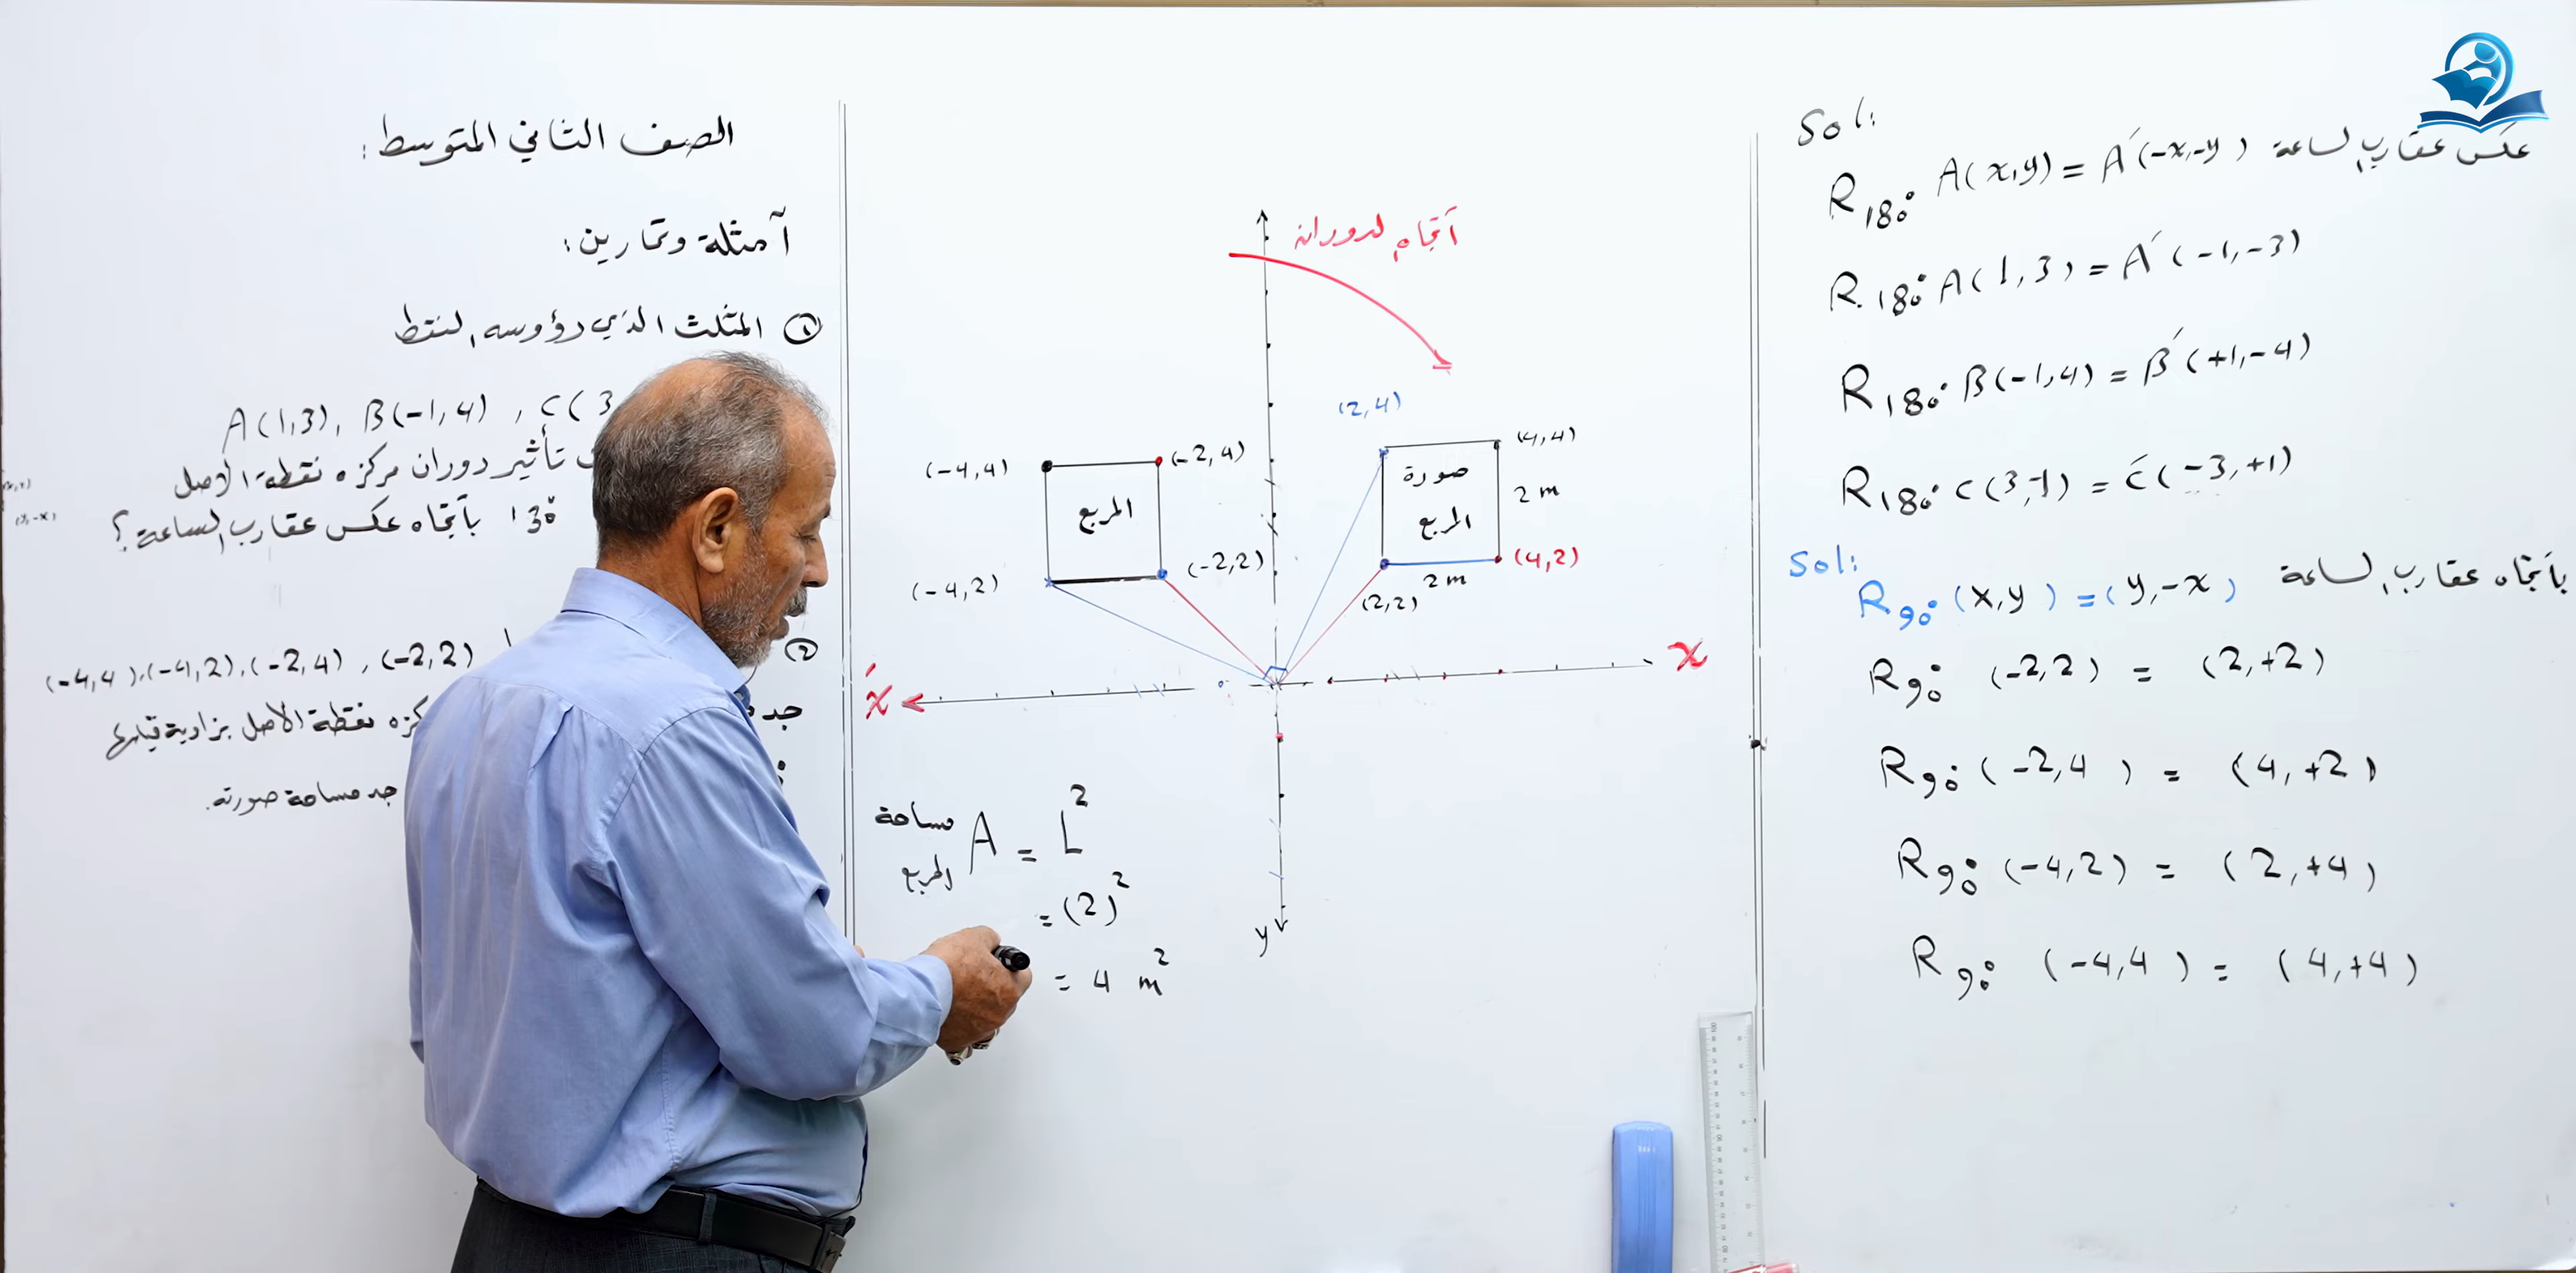 الصف الثاني المتوسط :
أمثلة وتمارين :
① المثلث الذي رؤوسه النقط
A(1,3), B(-1,4) , C(3
تأثير دوران مركزه نقطة الاصل
بأتجاه عكس عقارب الساعة ؟
②
(-4,4),(-4,2),(-2,4) , (-2,2)
جد
نقطة الأصل بزاوية قياسها
جد مساحة صورته.
أتجاه الدوران
(2,4)
(4,4)
(-4,4)
(-2,4)
صورة
المربع
2 m
المربع
(-4,2)
(-2,2)
(2,2)
2 m
(4,2)
x́
x
y
مساحة
المربع
A = L²
= (2)²
= 4 m²
Sol:
R180° A(x,y) = A´(-x,-y) عكس عقارب الساعة
R180° A(1,3) = A´(-1,-3)
R180° B(-1,4) = B´(+1,-4)
R180° C(3,-1) = C´(-3,+1)
Sol:
R90° (x,y) = (y,-x) بأتجاه عقارب الساعة
R90° (-2,2) = (2,+2)
R90° (-2,4) = (4,+2)
R90° (-4,2) = (2,+4)
R90° (-4,4) = (4,+4)